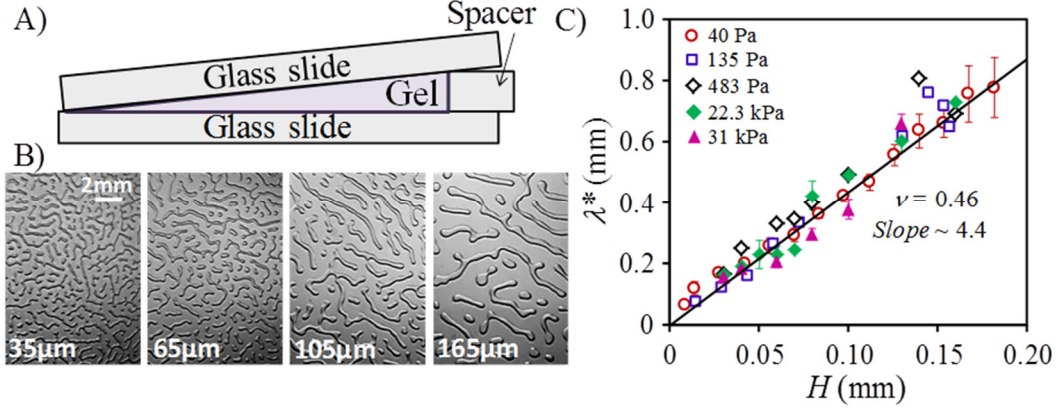 A)
Spacer
Glass slide
Gel
Glass slide
B)
2mm
35μm
65μm
105μm
165μm
C)
1.0
0.8
0.6
0.4
0.2
0
λ* (mm)
40 Pa
135 Pa
483 Pa
22.3 kPa
31 kPa
ν = 0.46
Slope ~ 4.4
0
0.05
0.10
0.15
0.20
H (mm)